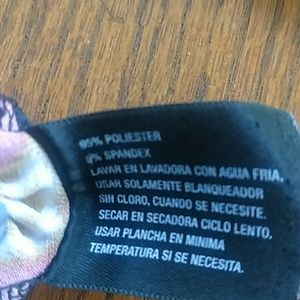 95% POLIESTER
5% SPANDEX
LAVAR EN LAVADORA CON AGUA FRIA,
USAR SOLAMENTE BLANQUEADOR
SIN CLORO, CUANDO SE NECESITE.
SECAR EN SECADORA CICLO LENTO.
USAR PLANCHA EN MINIMA
TEMPERATURA SI SE NECESITA.